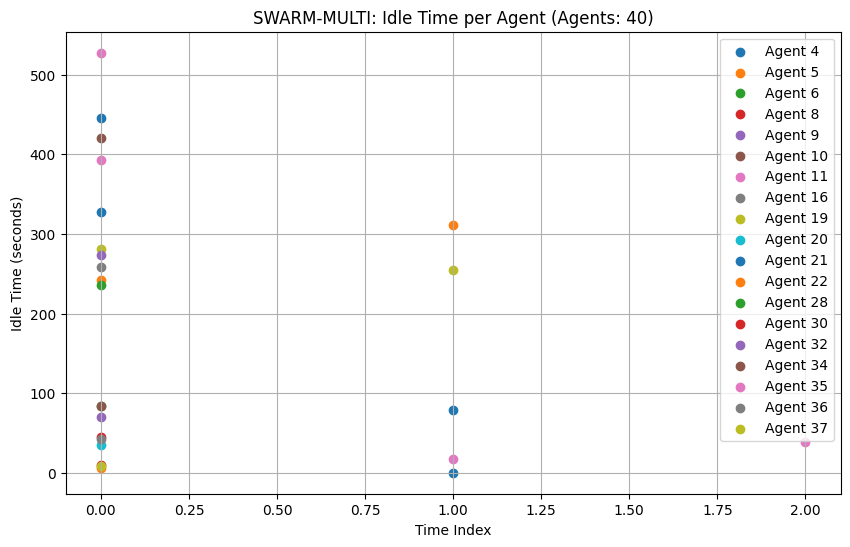 SWARM-MULTI: Idle Time per Agent (Agents: 40)
Idle Time (seconds)
500
400
300
200
100
0
0.00 0.25 0.50 0.75 1.00 1.25 1.50 1.75 2.00
Time Index
Agent 4
Agent 5
Agent 6
Agent 8
Agent 9
Agent 10
Agent 11
Agent 16
Agent 19
Agent 20
Agent 21
Agent 22
Agent 28
Agent 30
Agent 32
Agent 34
Agent 35
Agent 36
Agent 37